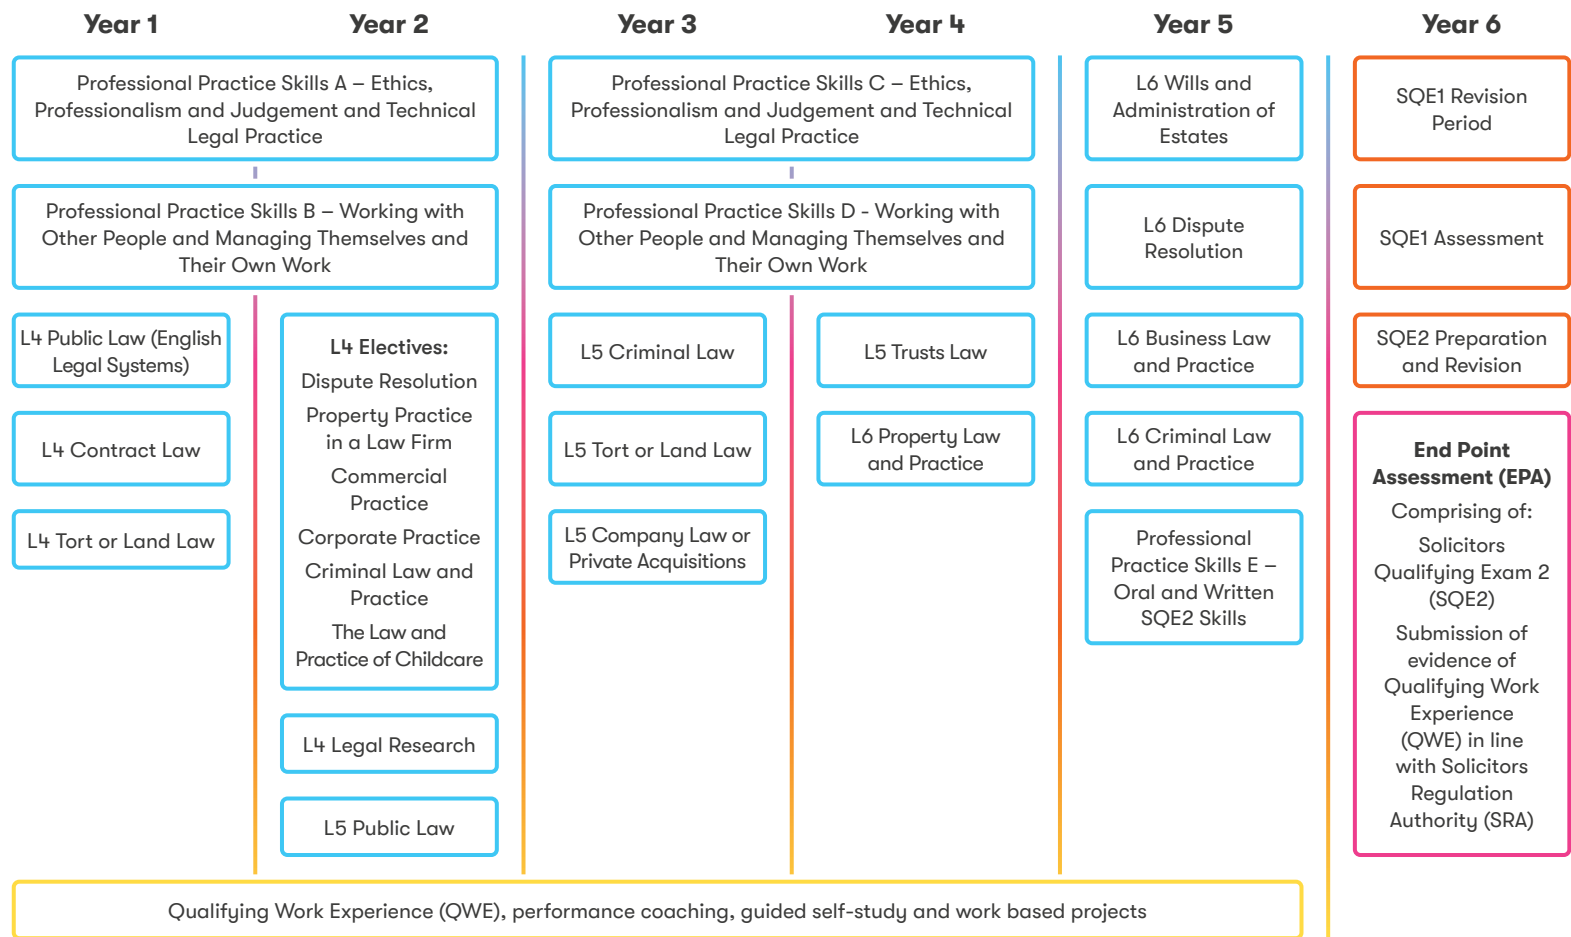 Year 1
Year 2
Year 3
Year 4
Year 5
Year 6
Professional Practice Skills A – Ethics,
Professionalism and Judgement and Technical
Legal Practice
Professional Practice Skills B – Working with
Other People and Managing Themselves and
Their Own Work
L4 Public Law (English
Legal Systems)
L4 Contract Law
L4 Tort or Land Law
L4 Electives:
Dispute Resolution
Property Practice
in a Law Firm
Commercial
Practice
Corporate Practice
Criminal Law and
Practice
The Law and
Practice of Childcare
L4 Legal Research
L5 Public Law
Professional Practice Skills C – Ethics,
Professionalism and Judgement and Technical
Legal Practice
Professional Practice Skills D - Working with
Other People and Managing Themselves and
Their Own Work
L5 Criminal Law
L5 Tort or Land Law
L5 Company Law or
Private Acquisitions
L5 Trusts Law
L6 Property Law
and Practice
L6 Wills and
Administration of
Estates
L6 Dispute
Resolution
L6 Business Law
and Practice
L6 Criminal Law
and Practice
Professional
Practice Skills E –
Oral and Written
SQE2 Skills
SQE1 Revision
Period
SQE1 Assessment
SQE2 Preparation
and Revision
End Point
Assessment (EPA)
Comprising of:
Solicitors
Qualifying Exam 2
(SQE2)
Submission of
evidence of
Qualifying Work
Experience
(QWE) in line
with Solicitors
Regulation
Authority (SRA)
Qualifying Work Experience (QWE), performance coaching, guided self-study and work based projects